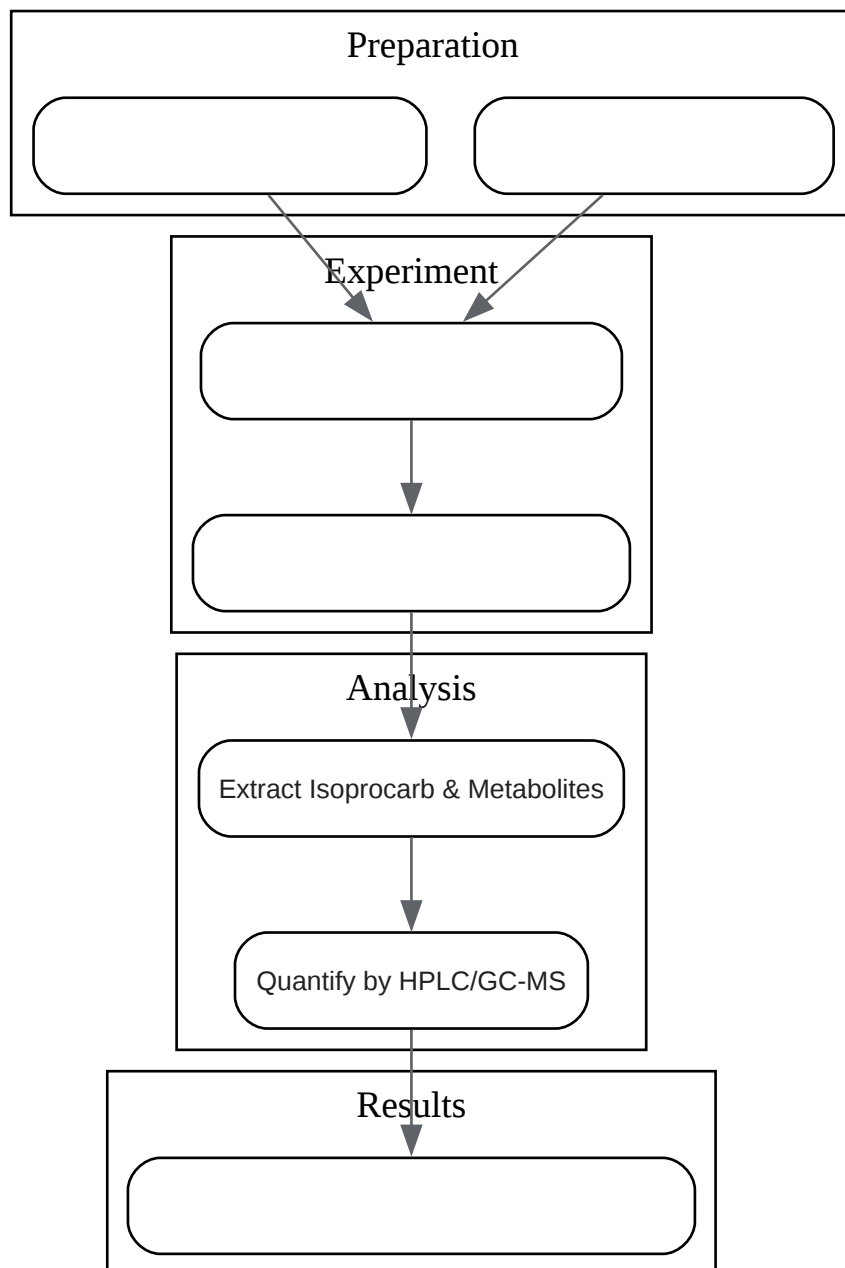 Preparation
Experiment
Analysis
Extract Isoprocarb & Metabolites
Quantify by HPLC/GC-MS
Results